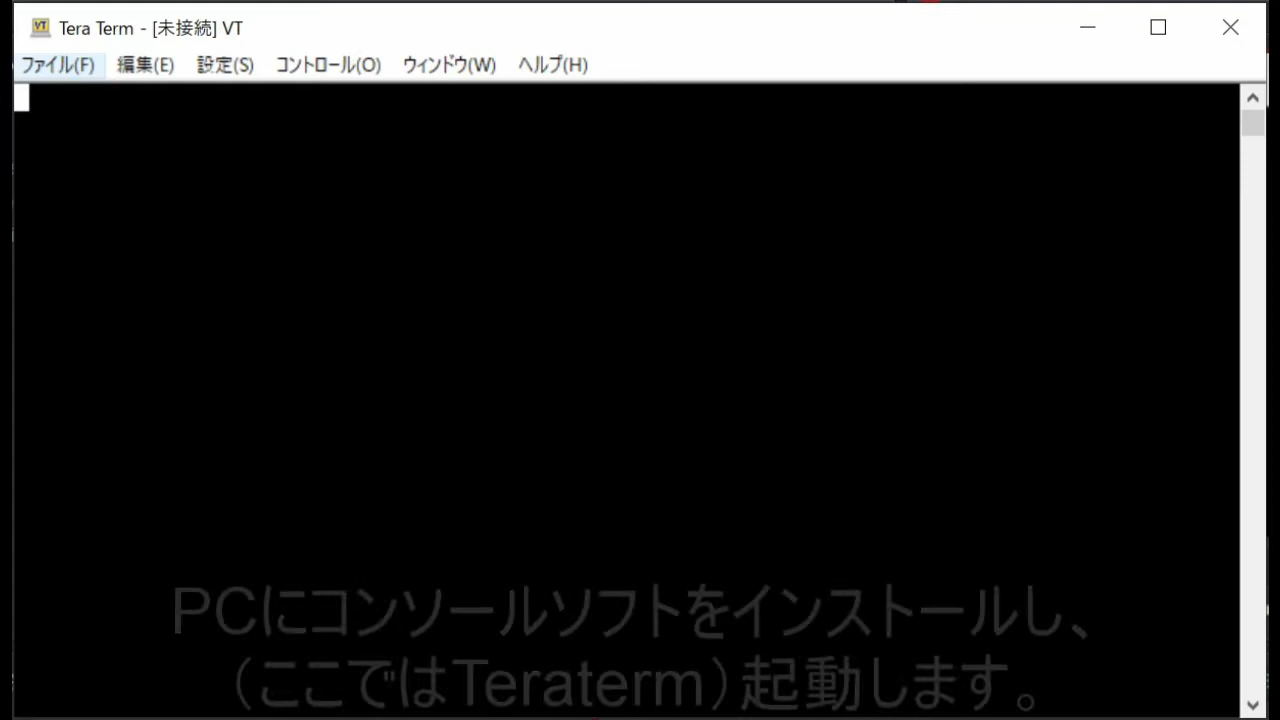 Tera Term - [未接続] VT
ファイル(F) 編集(E) 設定(S) コントロール(O) ウィンドウ(W) ヘルプ(H)
PCにコンソールソフトをインストールし、
（ここではTeraterm）起動します。